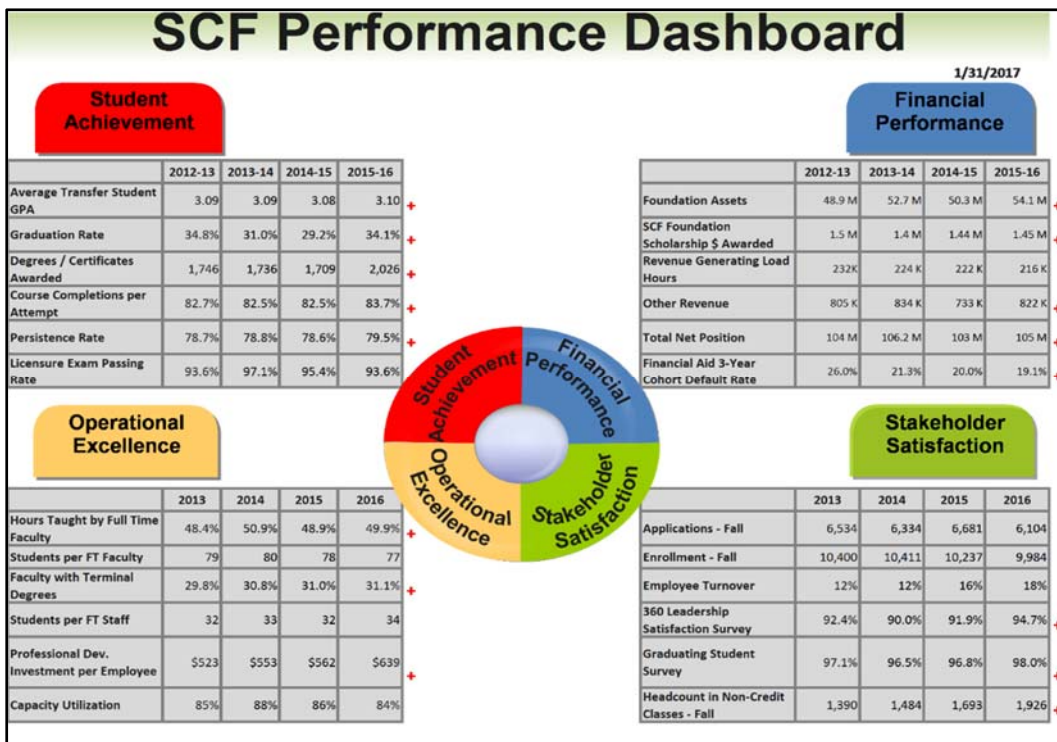 SCF Performance Dashboard
1/31/2017
Student
Achievement
2012-13 2013-14 2014-15 2015-16
Average Transfer Student
GPA 3.09 3.09 3.08 3.10 +
Graduation Rate 34.8% 31.0% 29.2% 34.1% +
Degrees / Certificates
Awarded 1,746 1,736 1,709 2,026 +
Course Completions per
Attempt 82.7% 82.5% 82.5% 83.7% +
Persistence Rate 78.7% 78.8% 78.6% 79.5% +
Licensure Exam Passing
Rate 93.6% 97.1% 95.4% 93.6%
Financial
Performance
2012-13 2013-14 2014-15 2015-16
Foundation Assets 48.9 M 52.7 M 50.3 M 54.1 M +
SCF Foundation
Scholarship $ Awarded 1.5 M 1.4 M 1.44 M 1.45 M +
Revenue Generating Load
Hours 232K 224 K 222 K 216 K
Other Revenue 805 K 834 K 733 K 822 K +
Total Net Position 104 M 106.2 M 103 M 105 M +
Financial Aid 3-Year
Cohort Default Rate 26.0% 21.3% 20.0% 19.1% +
Student
Achievement
Financial
Performance
Operational
Excellence
Stakeholder
Satisfaction
Operational
Excellence
2013 2014 2015 2016
Hours Taught by Full Time
Faculty 48.4% 50.9% 48.9% 49.9% +
Students per FT Faculty 79 80 78 77
Faculty with Terminal
Degrees 29.8% 30.8% 31.0% 31.1% +
Students per FT Staff 32 33 32 34
Professional Dev.
Investment per Employee $523 $553 $562 $639 +
Capacity Utilization 85% 88% 86% 84%
Stakeholder
Satisfaction
2013 2014 2015 2016
Applications - Fall 6,534 6,334 6,681 6,104
Enrollment - Fall 10,400 10,411 10,237 9,984
Employee Turnover 12% 12% 16% 18%
360 Leadership
Satisfaction Survey 92.4% 90.0% 91.9% 94.7% +
Graduating Student
Survey 97.1% 96.5% 96.8% 98.0% +
Headcount in Non-Credit
Classes - Fall 1,390 1,484 1,693 1,926 +